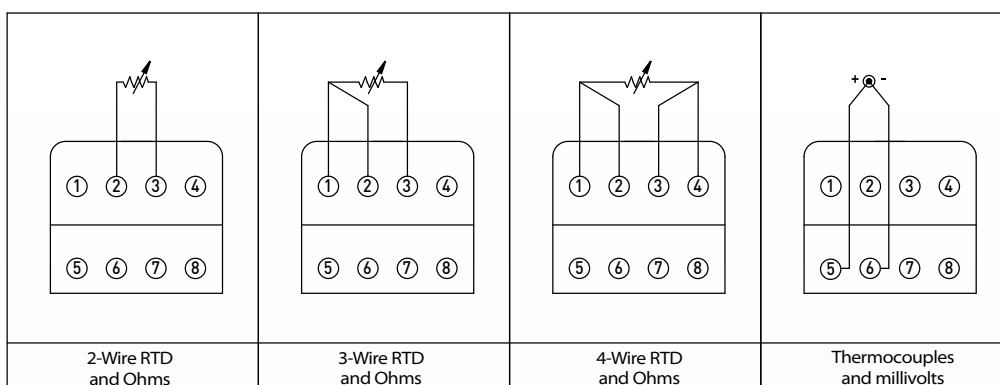 1 2 3 4
5 6 7 8
2-Wire RTD
and Ohms
1 2 3 4
5 6 7 8
3-Wire RTD
and Ohms
1 2 3 4
5 6 7 8
4-Wire RTD
and Ohms
+ -
1 2 3 4
5 6 7 8
Thermocouples
and millivolts